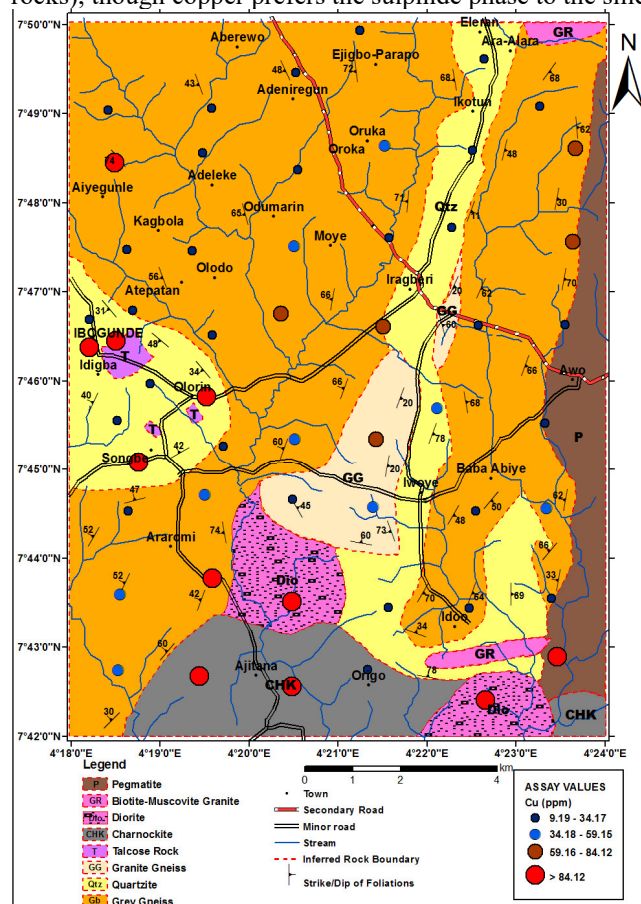 rocks), though copper prefers the sulphide phase to the
7°50'0"N
7°49'0"N
7°48'0"N
7°47'0"N
7°46'0"N
7°45'0"N
7°44'0"N
7°43'0"N
7°42'0"N
4°18'0"E
4°19'0"E
4°20'0"E
4°21'0"E
4°22'0"E
4°23'0"E
4°24'0"E
N
Eleran
Aberewo
Ara-Alara
GR
Ejigbo-Parapo
48
72
68
68
43
Adeniregun
Ikotun
Oruka
62
Oroka
74
48
Adeleke
Aiyegunle
71
30
Odumarin
65
Qtz
11
Kagbola
Moye
Olodo
56
Iragberi
70
Atepatan
66
20
62
31
GG
60
IBOGUNDE
48
T
Idigba
34
66
66
Awo
40
Olorin
20
68
T
T
P
42
60
78
Songbe
20
Baba Abiye
47
GG
Iwoye
62
45
50
52
Araromi
74
60
73
48
66
52
Dio
33
42
70
64
69
34
Idoo
60
GR
Ajitana
78
CHK
Origo
30
Dio
CHK
0 1 2 4
km
Legend
P Pegmatite
GR Biotite-Muscovite Granite
Dio Diorite
CHK Charnockite
T Talcose Rock
GG Granite Gneiss
Qtz Quartzite
Gb Grey Gneiss
Town
Secondary Road
Minor road
Stream
Inferred Rock Boundary
Strike/Dip of Foliations
ASSAY VALUES
Cu (ppm)
9.19 - 34.17
34.18 - 59.15
59.16 - 84.12
> 84.12